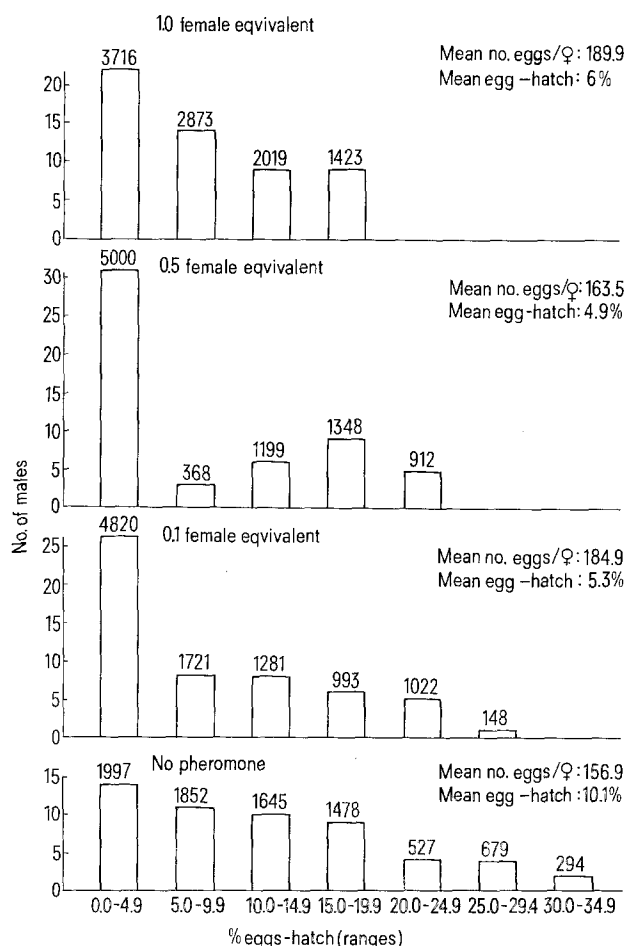 1.0 female eqvivalent
Mean no. eggs/♀: 189.9
Mean egg-hatch: 6%
3716
2873
2019
1423
20
15
10
5
0
0.5 female eqvivalent
Mean no. eggs/♀: 163.5
Mean egg-hatch: 4.9%
5000
368
1199
1348
912
30
25
20
15
10
5
0
No. of males
0.1 female eqvivalent
Mean no. eggs/♀: 184.9
Mean egg-hatch: 5.3%
4820
1721
1281
993
1022
148
25
20
15
10
5
0
No pheromone
Mean no. eggs/♀: 156.9
Mean egg-hatch: 10.1%
1997
1852
1645
1478
527
679
294
15
10
5
0
0.0-4.9 5.0-9.9 10.0-14.9 15.0-19.9 20.0-24.9 25.0-29.4 30.0-34.9
% eggs-hatch (ranges)